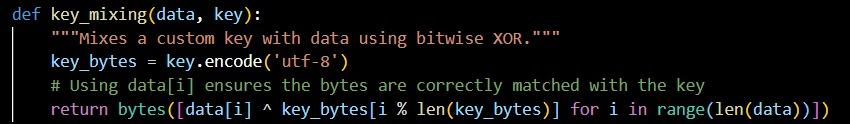 def key_mixing(data, key):
    """Mixes a custom key with data using bitwise XOR."""
    key_bytes = key.encode('utf-8')
    # Using data[i] ensures the bytes are correctly matched with the key
    return bytes([data[i] ^ key_bytes[i % len(key_bytes)] for i in range(len(data))])